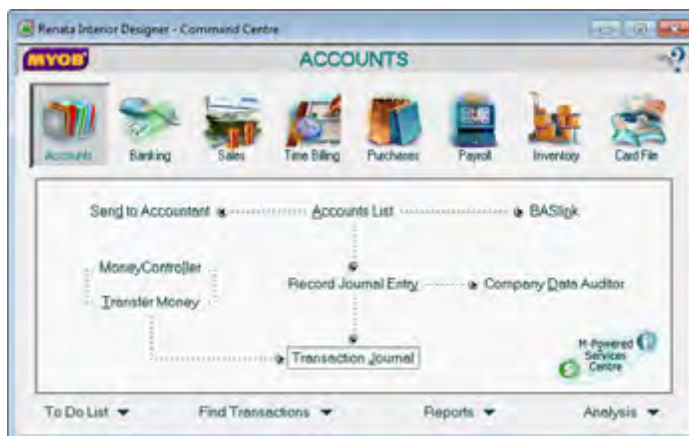 Renata Interior Designer - Command Centre
MYOB ACCOUNTS
Accounts Banking Sales Time Billing Purchases Payroll Inventory Card File
Send to Accountant Accounts List BASlink
MoneyController
Record Journal Entry Company Data Auditor
Transfer Money
M-Powered
Services
Centre
Transaction Journal
To Do List Find Transactions Reports Analysis